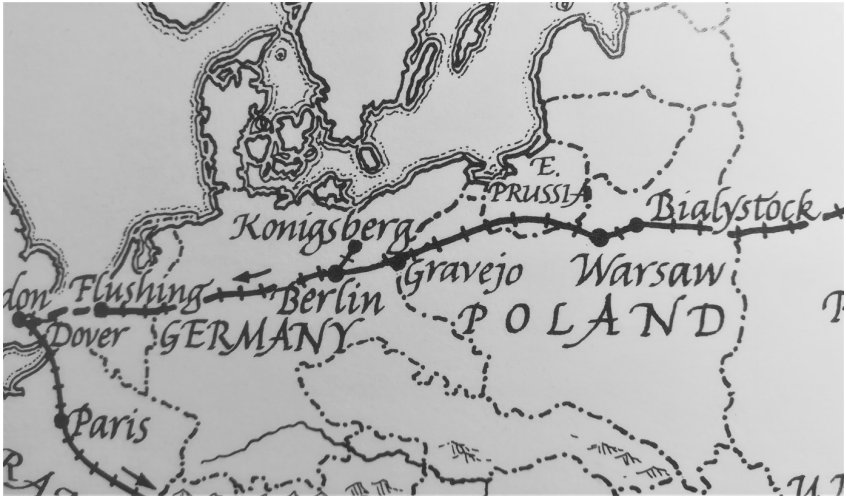 E.
PRUSSIA
Bialystock
Konigsberg
Gravejo
Warsaw
don
Flushing
Berlin
Dover
GERMANY
POLAND
Paris